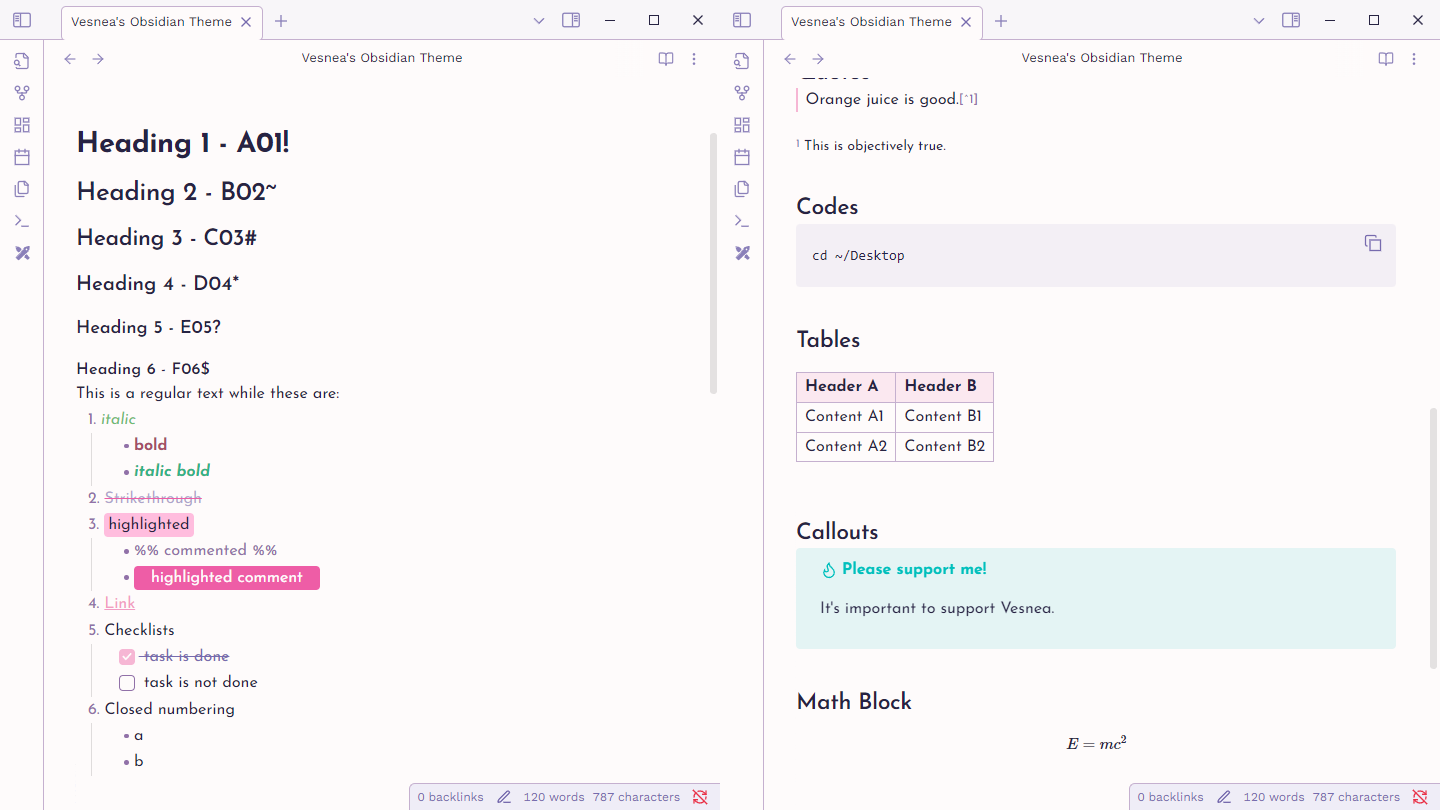 Vesnea's Obsidian Theme
Vesnea's Obsidian Theme
Heading 1 - A01!
Heading 2 - B02~
Heading 3 - C03#
Heading 4 - D04*
Heading 5 - E05?
Heading 6 - F06$
This is a regular text while these are:
1. italic
• bold
• italic bold
2. Strikethrough
3. highlighted
• %% commented %%
• highlighted comment
4. Link
5. Checklists
task is done
task is not done
6. Closed numbering
• a
• b
0 backlinks 120 words 787 characters
Vesnea's Obsidian Theme
Vesnea's Obsidian Theme
Orange juice is good.[^1]
1 This is objectively true.
Codes
cd ~/Desktop
Tables
Header A Header B
Content A1 Content B1
Content A2 Content B2
Callouts
Please support me!
It's important to support Vesnea.
Math Block
E = mc²
0 backlinks 120 words 787 characters